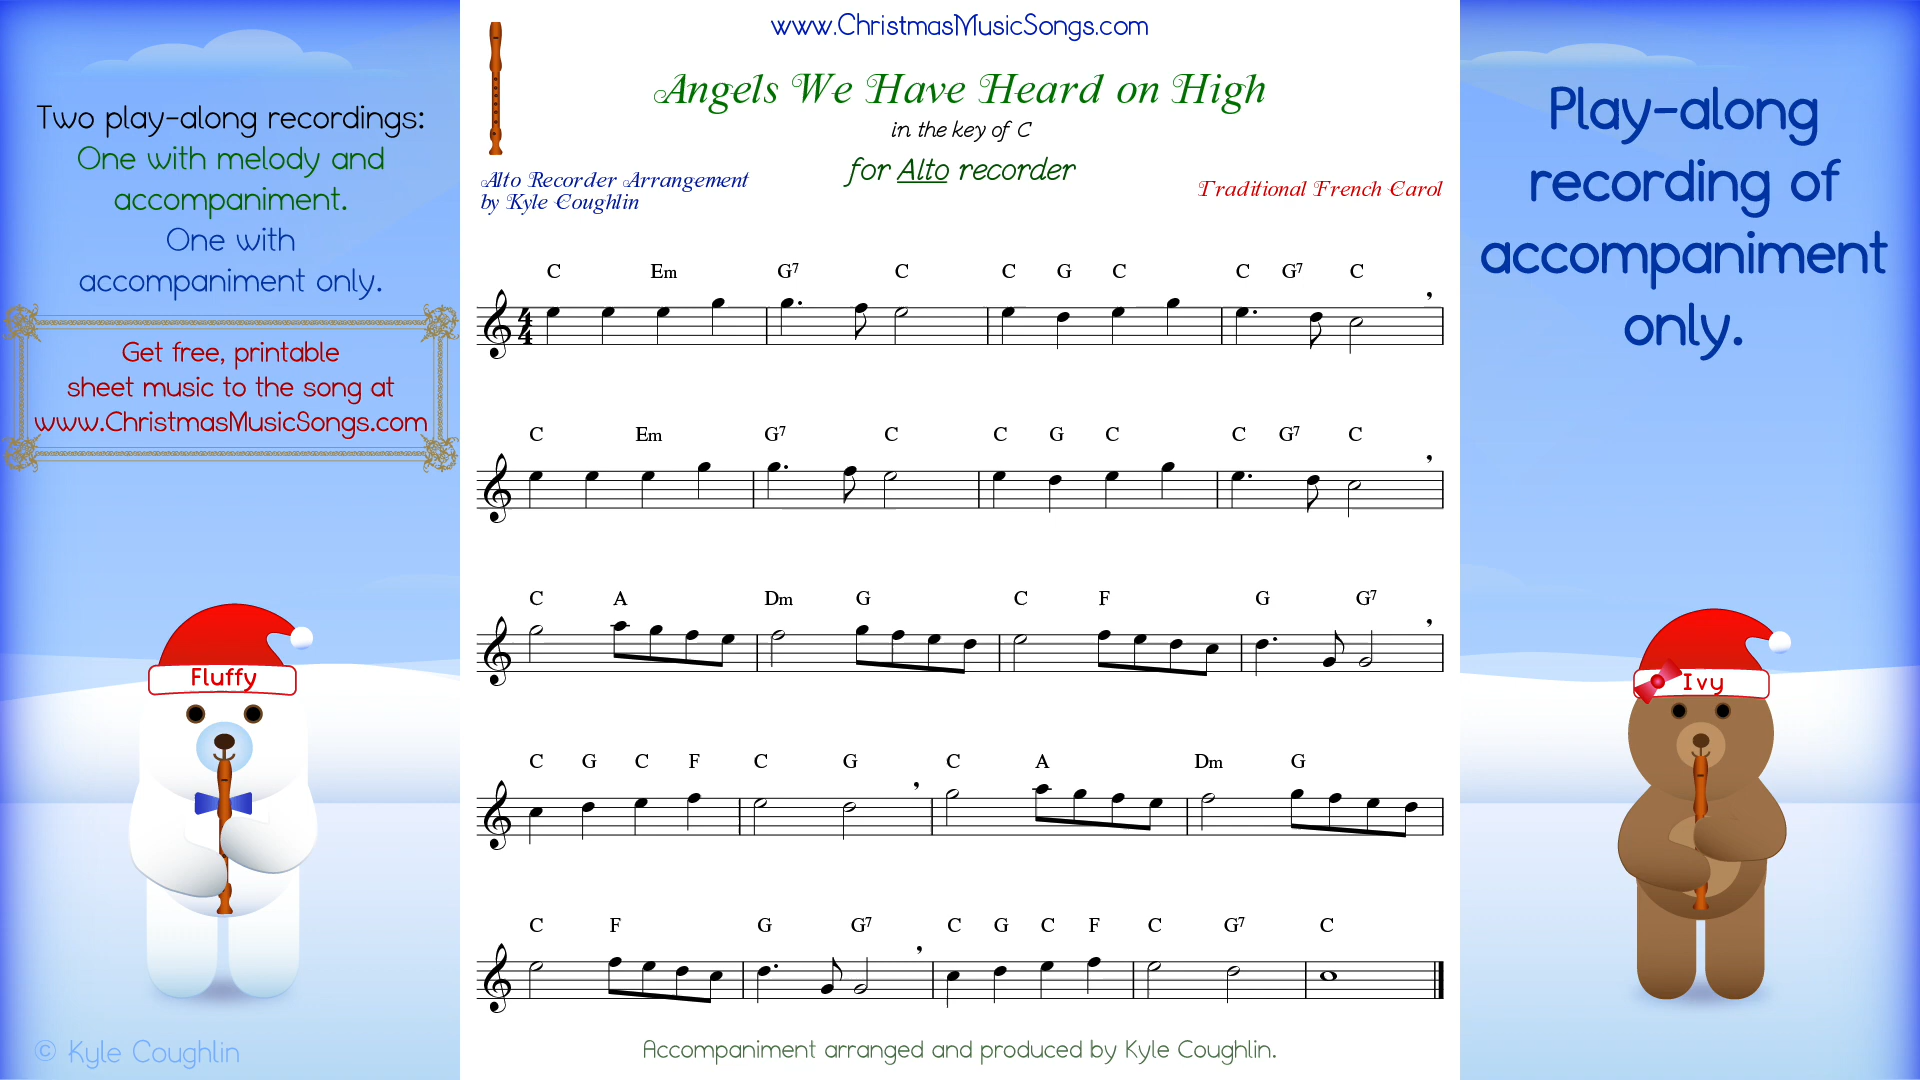 www.ChristmasMusicSongs.com
Angels We Have Heard on High
in the key of C
for Alto recorder
Alto Recorder Arrangement
by Kyle Coughlin
Traditional French Carol
Two play-along recordings:
One with melody and
accompaniment.
One with
accompaniment only.
Get free, printable
sheet music to the song at
www.ChristmasMusicSongs.com
Play-along
recording of
accompaniment
only.
C Em G7 C C G C C G7 C
4
4
C Em G7 C C G C C G7 C
C A Dm G C F G G7
C G C F C G C A Dm G
C F G G7 C G C F C G7 C
Fluffy
Ivy
© Kyle Coughlin
Accompaniment arranged and produced by Kyle Coughlin.